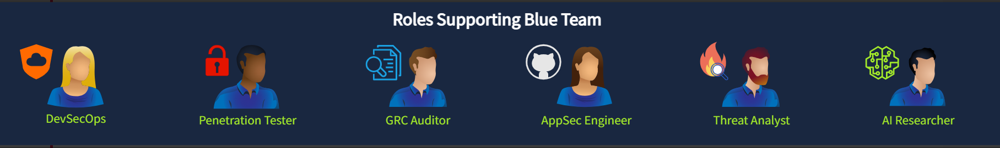 Roles Supporting Blue Team
DevSecOps
Penetration Tester
GRC Auditor
AppSec Engineer
Threat Analyst
AI Researcher